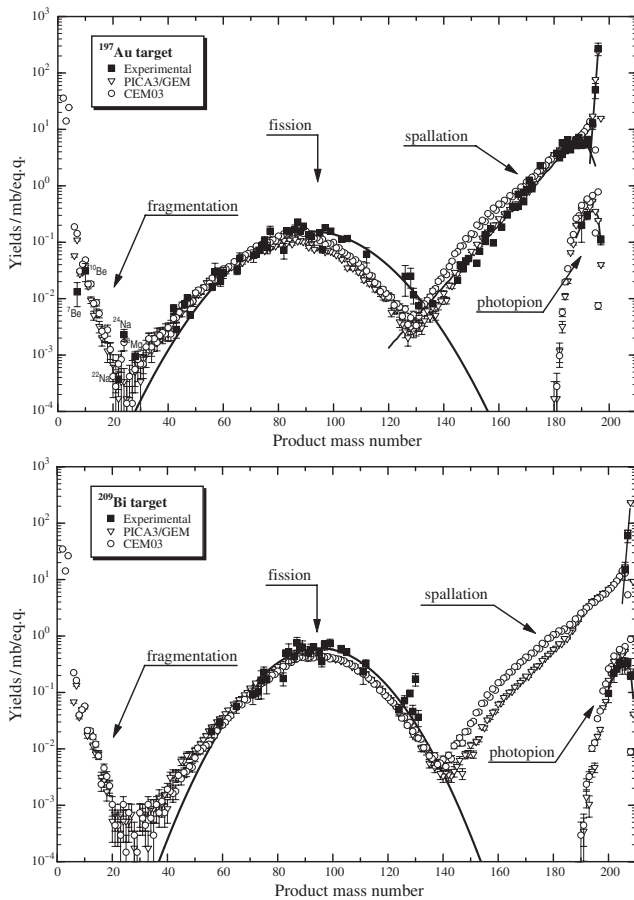 10³
10²
10¹
10⁰
10⁻¹
10⁻²
10⁻³
10⁻⁴
Yields/mb/eq.q.
¹⁹⁷Au target
Experimental
PICA3/GEM
CEM03
fission
spallation
fragmentation
photopion
¹⁰Be
⁷Be
²⁴Na
Mg
²²Na
0 20 40 60 80 100 120 140 160 180 200
Product mass number
10³
10²
10¹
10⁰
10⁻¹
10⁻²
10⁻³
10⁻⁴
Yields/mb/eq.q.
²⁰⁹Bi target
Experimental
PICA3/GEM
CEM03
fission
spallation
fragmentation
photopion
0 20 40 60 80 100 120 140 160 180 200
Product mass number